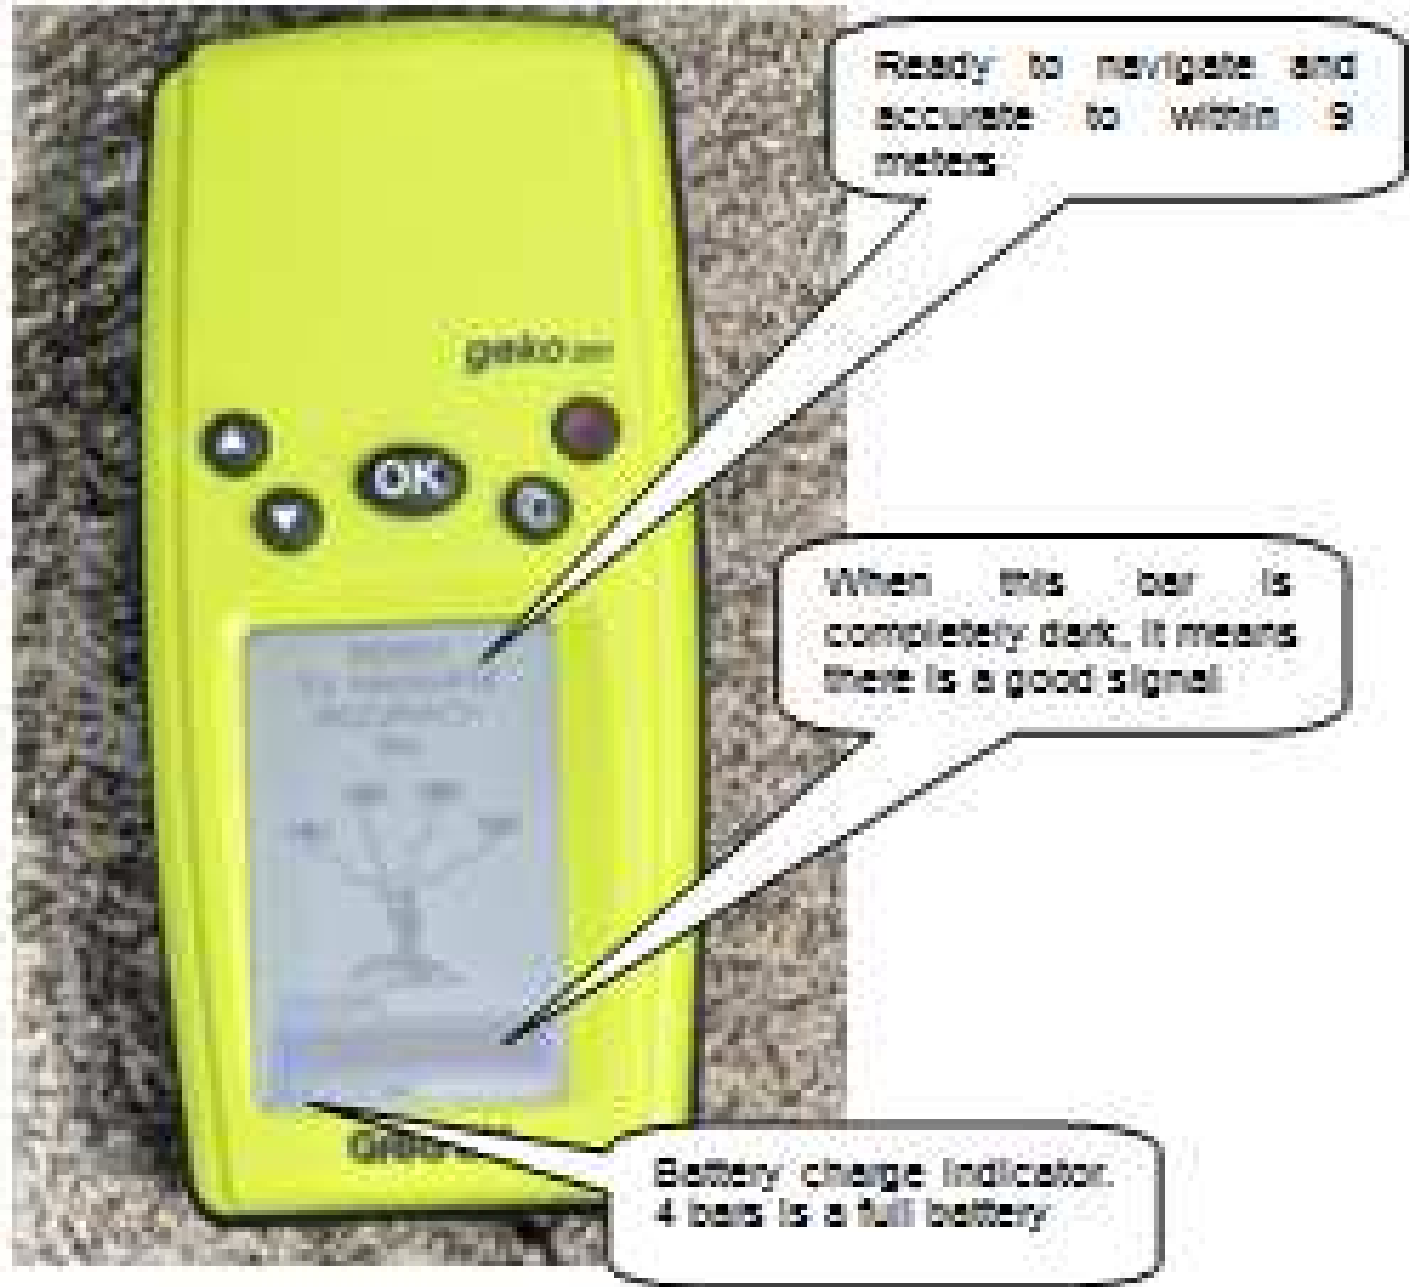 Ready to navigate and
accurate to within 9
meters
geko
OK
When this bar is
completely dark, it means
there is a good signal
Battery charge indicator.
4 bars is a full battery